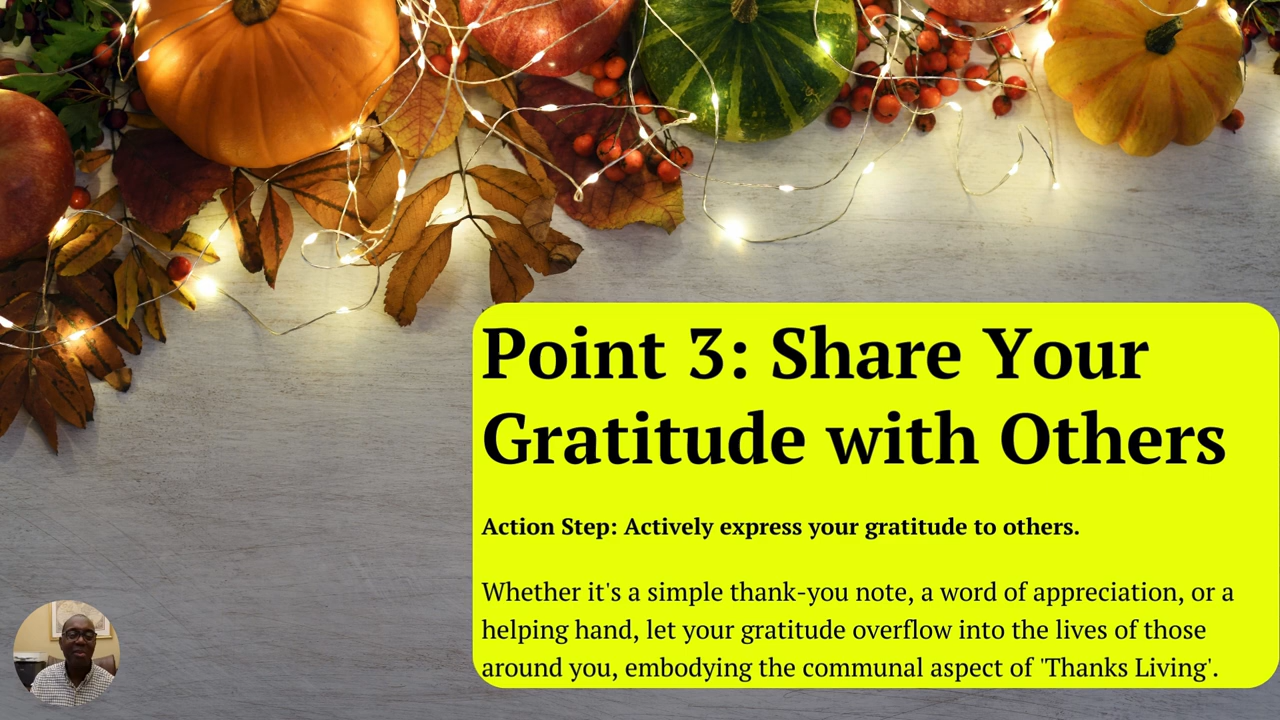 Point 3: Share Your
Gratitude with Others
Action Step: Actively express your gratitude to others.
Whether it's a simple thank-you note, a word of appreciation, or a
helping hand, let your gratitude overflow into the lives of those
around you, embodying the communal aspect of 'Thanks Living'.